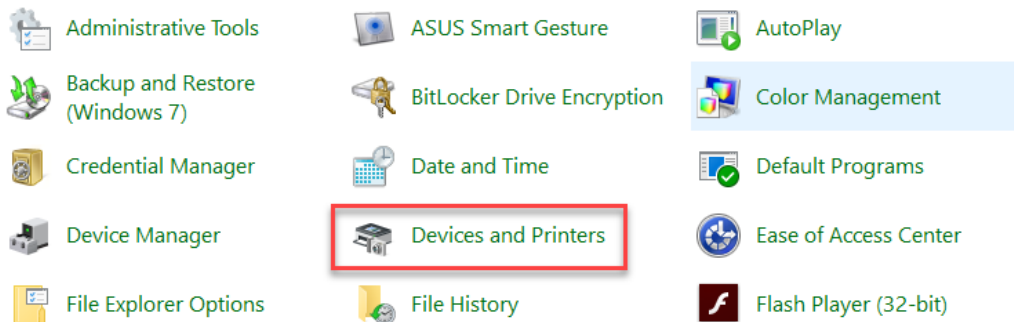 Administrative Tools
ASUS Smart Gesture
AutoPlay
Backup and Restore
(Windows 7)
BitLocker Drive Encryption
Color Management
Credential Manager
Date and Time
Default Programs
Device Manager
Devices and Printers
Ease of Access Center
File Explorer Options
File History
Flash Player (32-bit)